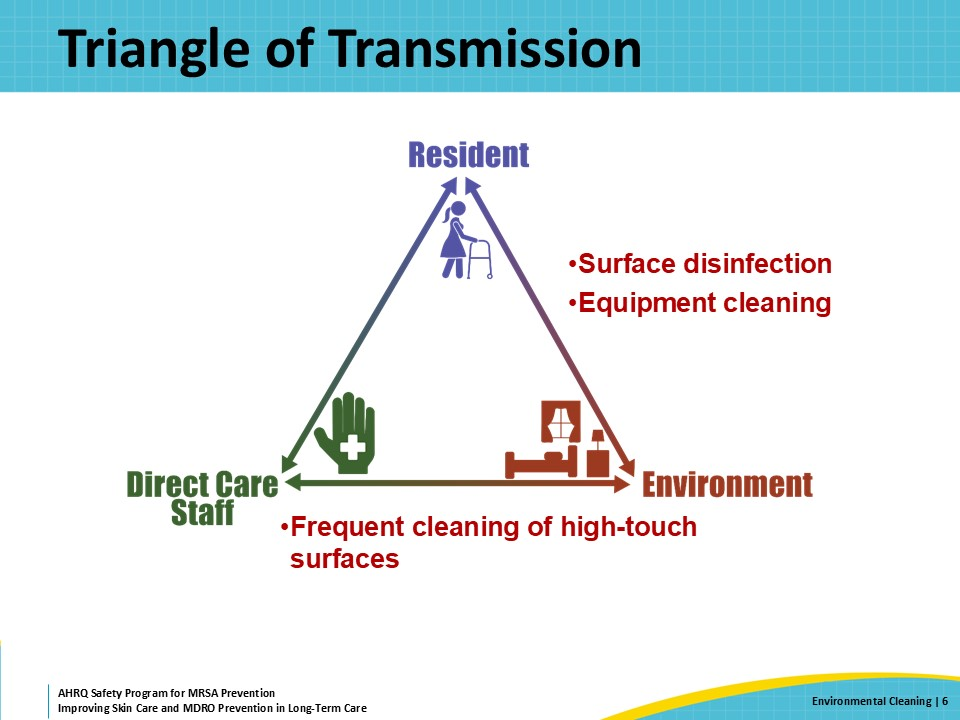 Triangle of Transmission
Resident
•Surface disinfection
•Equipment cleaning
Direct Care
Staff
Environment
•Frequent cleaning of high-touch
surfaces
AHRQ Safety Program for MRSA Prevention
Improving Skin Care and MDRO Prevention in Long-Term Care
Environmental Cleaning | 6